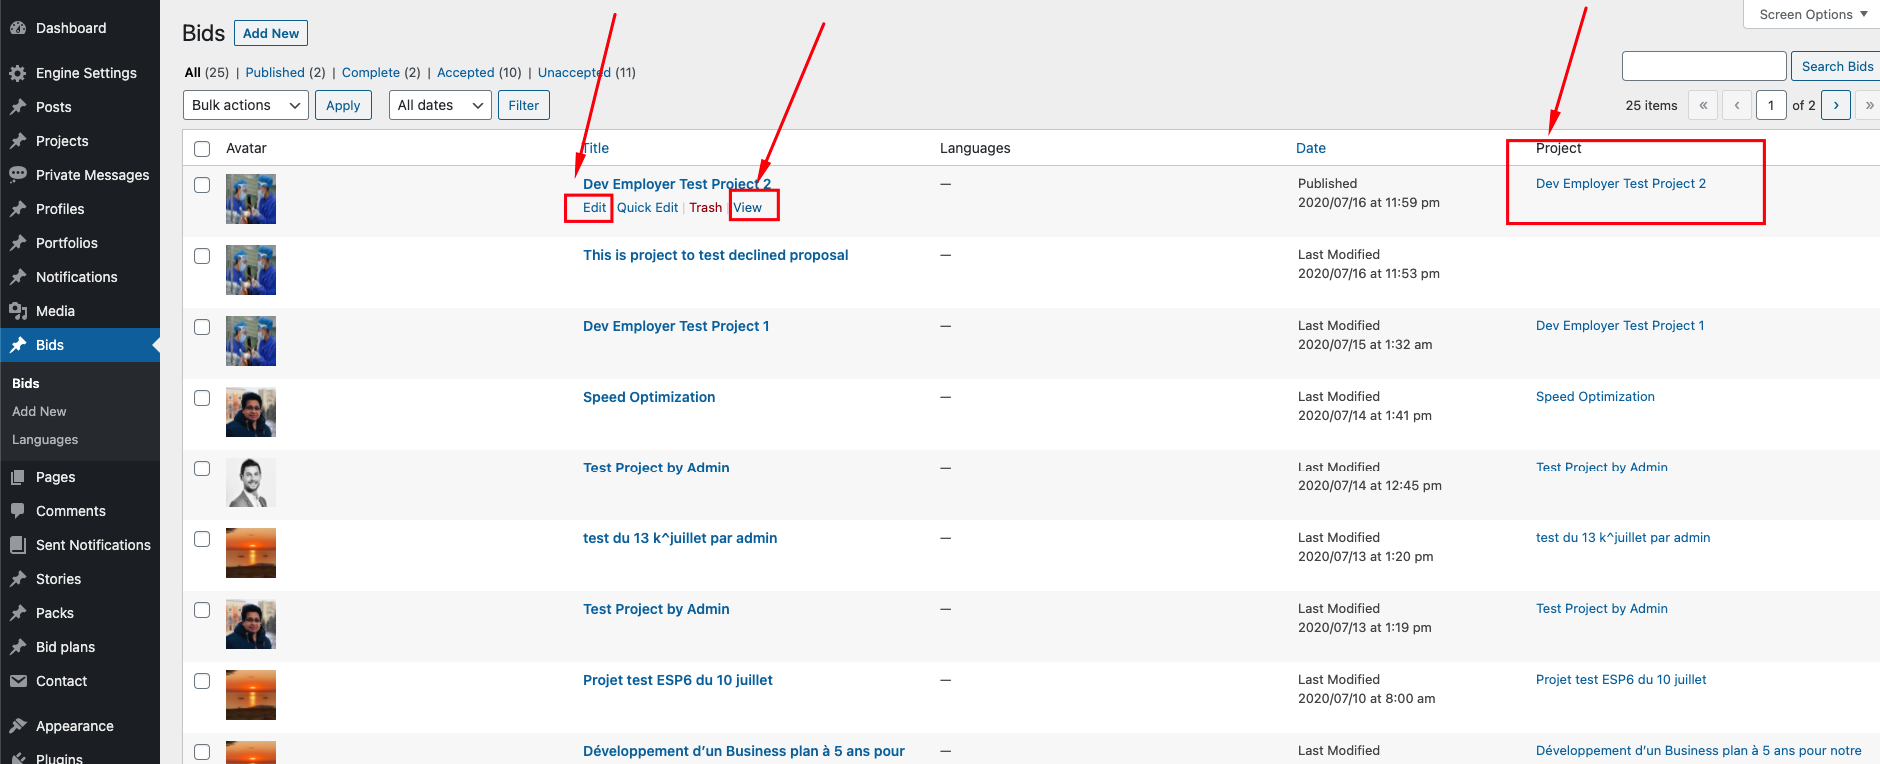 Dashboard
Engine Settings
Posts
Projects
Private Messages
Profiles
Portfolios
Notifications
Media
Bids
Bids
Add New
Languages
Pages
Comments
Sent Notifications
Stories
Packs
Bid plans
Contact
Appearance
Plugins
Screen Options
Bids Add New
All (25) | Published (2) | Complete (2) | Accepted (10) | Unaccepted (11)
Search Bids
Bulk actions Apply All dates Filter
25 items « ‹ 1 of 2 › »
Avatar Title Languages Date Project
Dev Employer Test Project 2 — Published Dev Employer Test Project 2
Edit Quick Edit | Trash | View 2020/07/16 at 11:59 pm
This is project to test declined proposal — Last Modified
2020/07/16 at 11:53 pm
Dev Employer Test Project 1 — Last Modified Dev Employer Test Project 1
2020/07/15 at 1:32 am
Speed Optimization — Last Modified Speed Optimization
2020/07/14 at 1:41 pm
Test Project by Admin — Last Modified Test Project by Admin
2020/07/14 at 12:45 pm
test du 13 k^juillet par admin — Last Modified test du 13 k^juillet par admin
2020/07/13 at 1:20 pm
Test Project by Admin — Last Modified Test Project by Admin
2020/07/13 at 1:19 pm
Projet test ESP6 du 10 juillet — Last Modified Projet test ESP6 du 10 juillet
2020/07/10 at 8:00 am
Développement d’un Business plan à 5 ans pour — Last Modified Développement d’un Business plan à 5 ans pour notre